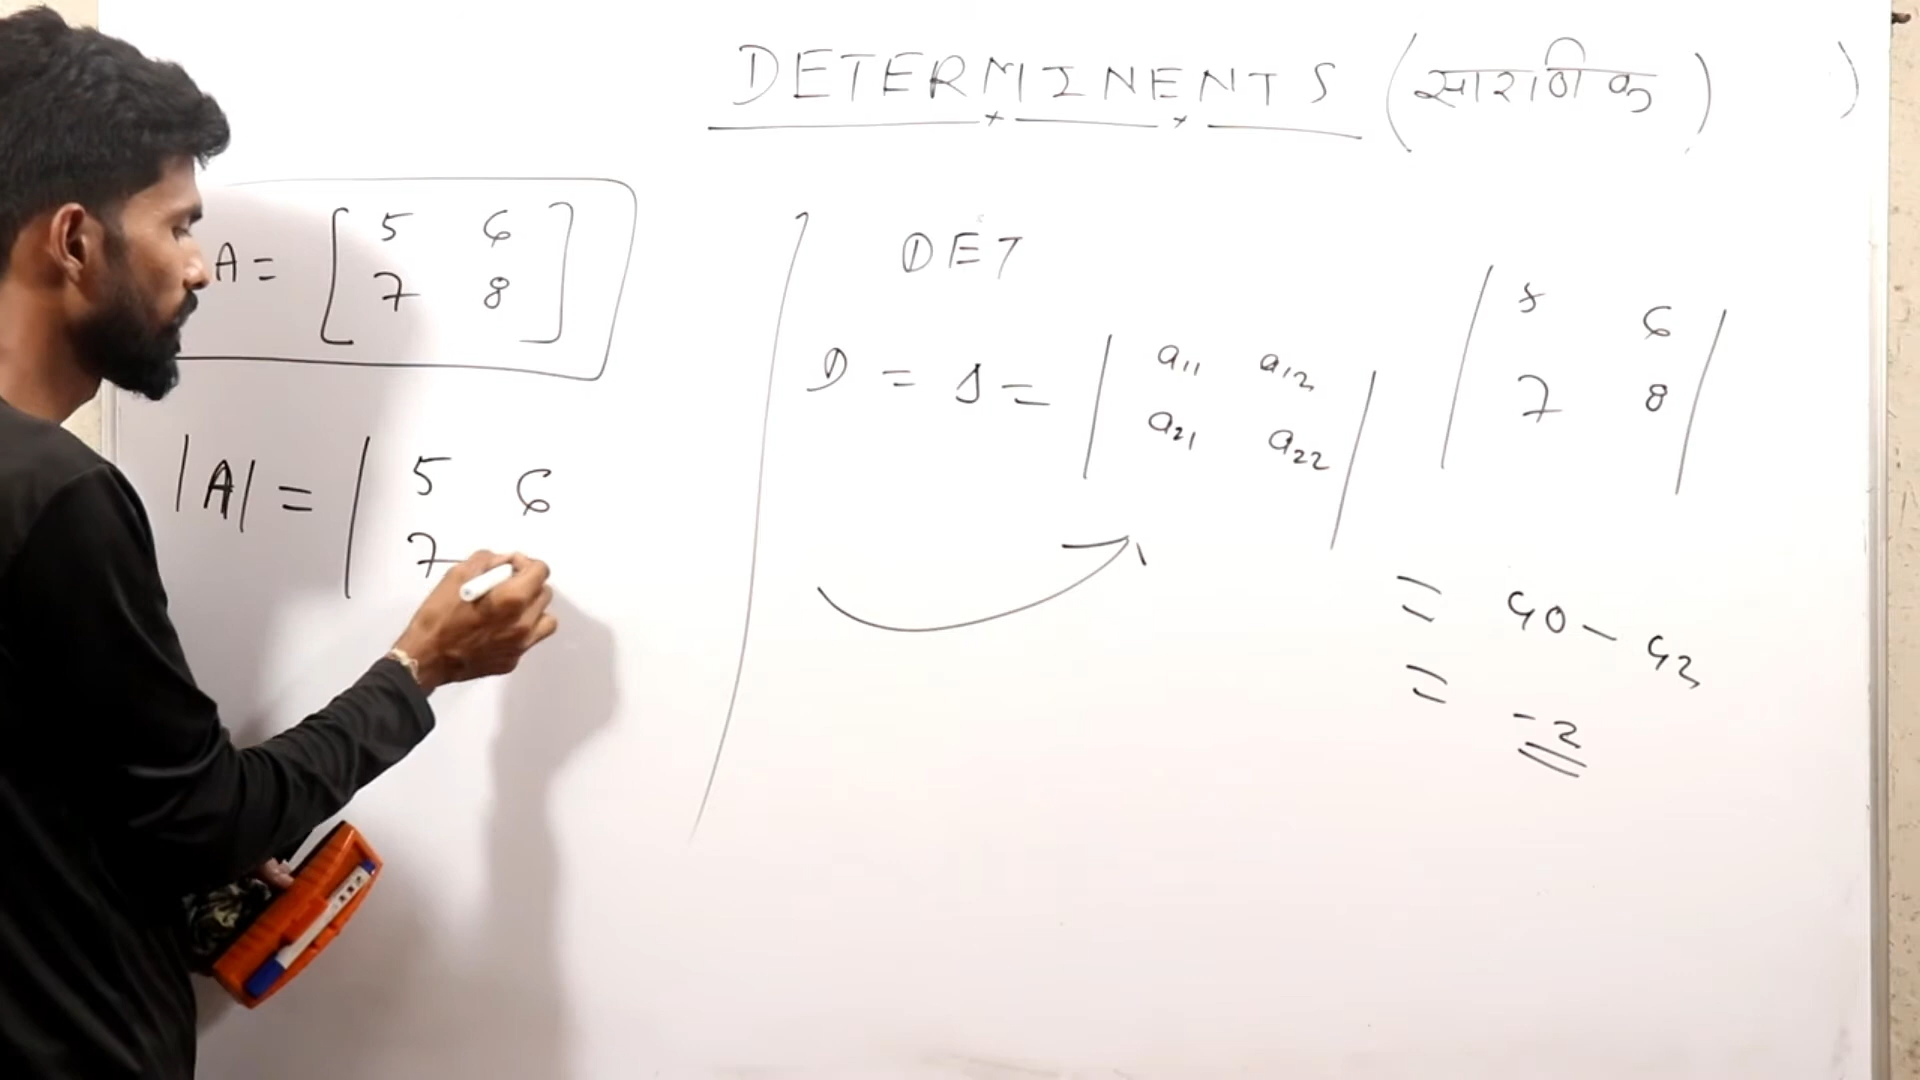 DETERMINENTS (सारणिक) )
A = [ 5 6
7 8 ]
|A| = | 5 6
7
DET
D = Δ = | a11 a12
a21 a22 |
| 5 6
7 8 |
= 40 - 42
= -2